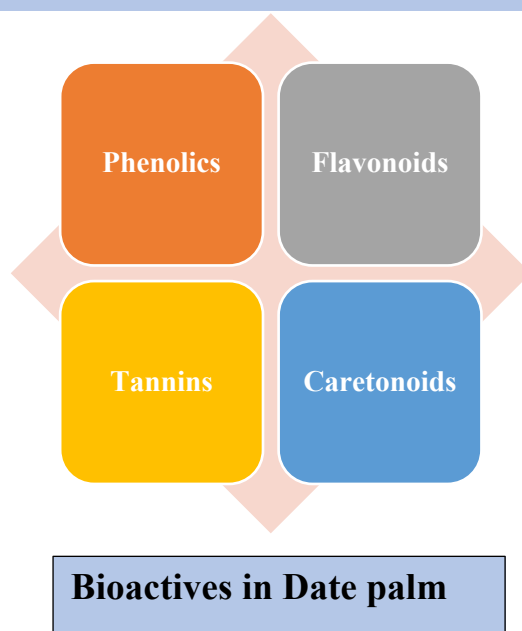 Phenolics
Flavonoids
Tannins
Caretonoids
Bioactives in Date palm